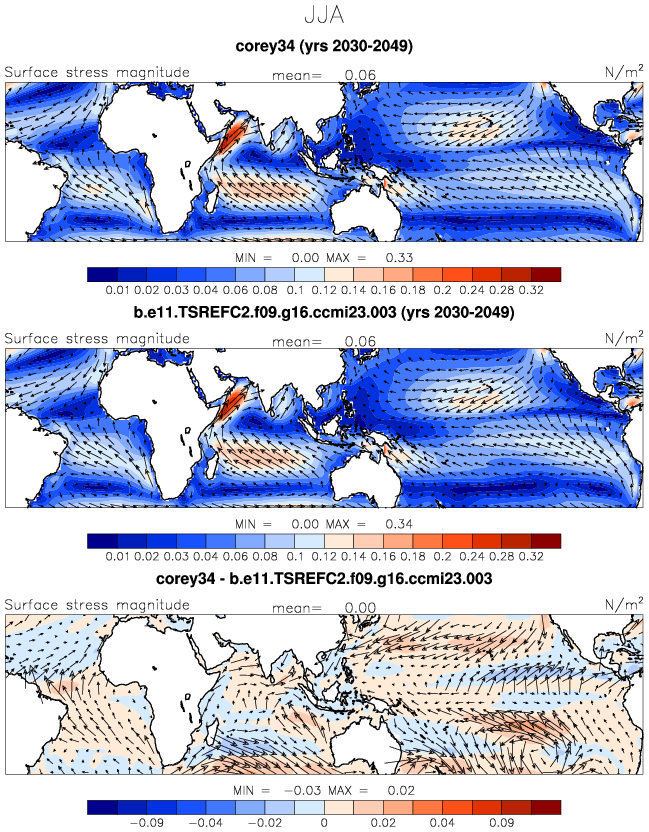 JJA
corey34 (yrs 2030-2049)
Surface stress magnitude mean= 0.06 N/m²
MIN = 0.00 MAX = 0.33
0.01 0.02 0.03 0.04 0.06 0.08 0.1 0.12 0.14 0.16 0.18 0.2 0.24 0.28 0.32
b.e11.TSREFC2.f09.g16.ccmi23.003 (yrs 2030-2049)
Surface stress magnitude mean= 0.06 N/m²
MIN = 0.00 MAX = 0.34
0.01 0.02 0.03 0.04 0.06 0.08 0.1 0.12 0.14 0.16 0.18 0.2 0.24 0.28 0.32
corey34 - b.e11.TSREFC2.f09.g16.ccmi23.003
Surface stress magnitude mean= 0.00 N/m²
MIN = −0.03 MAX = 0.02
−0.09 −0.04 −0.02 0 0.02 0.04 0.09